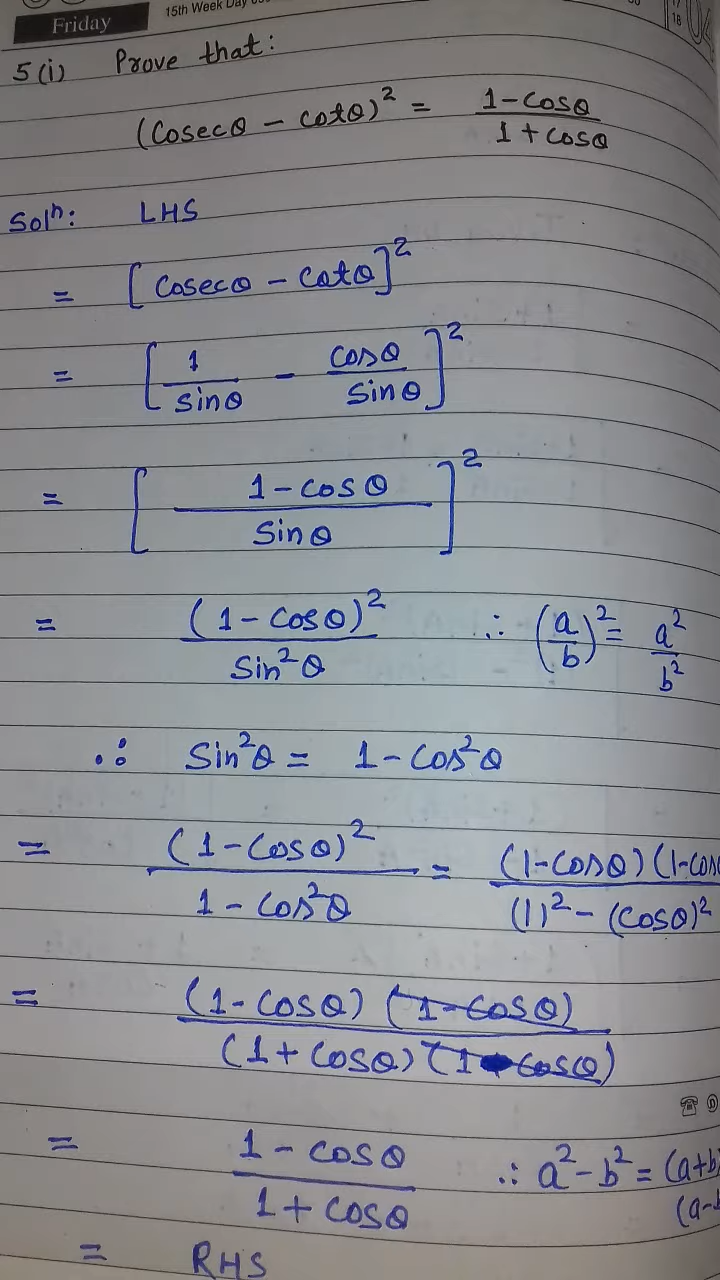 Friday
15th Week Day
18
5(i) Prove that:
(Cosecθ - cotθ)² = 1-cosθ / 1+cosθ
Solⁿ: LHS
= [Cosecθ - Cotθ]²
= [1/sinθ - cosθ/sinθ]²
= [1-cosθ / Sinθ]²
= (1-cosθ)² / Sin²θ ∴ (a/b)² = a²/b²
∴ Sin²θ = 1-Cos²θ
= (1-Cosθ)² / 1-Cos²θ = (1-Cosθ)(1-Cos / (1)²-(Cosθ)²
= (1-Cosθ)(1-Cosθ) / (1+Cosθ)(1-Cosθ)
= 1-cosθ / 1+cosθ ∴ a²-b² = (a+b)
(a-b
= RHS